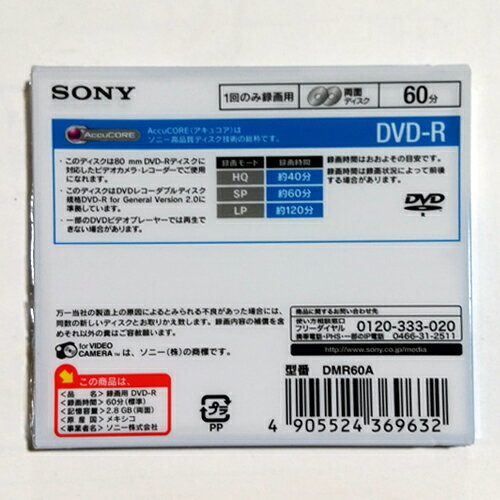 SONY
1回のみ録画用
両面
ディスク
60分
AccuCORE
AccuCORE（アキュコア）は
ソニー高品質ディスク技術の総称です。
DVD-R
・このディスクは80 mm DVD-Rディスクに
対応したビデオカメラ・レコーダーでご使用
になれます。
・このディスクはDVDレコーダブルディスク
規格DVD-R for General Version 2.0に
準拠しています。
・一部のDVDビデオプレーヤーでは再生で
きない場合があります。
録画モード 録画時間
HQ 約40分
SP 約60分
LP 約120分
録画時間はおおよその目安です。
録画時間は録画状況によって前後
する場合があります。
DVD
R
万一当社の製造上の原因によるとみられる不良があった場合には、
同数の新しいディスクとお取りかえ致します。録画内容の補償を含
めそれ以外の責はご容赦願います。
for VIDEO
CAMERA™は、ソニー（株）の商標です。
商品に関するお問い合わせ先
使い方相談窓口
フリーダイヤル 0120-333-020
携帯電話・PHS・一部のIP電話 0466-31-2511
http://www.sony.co.jp/media
型番 DMR60A
この商品は、
<品名> 録画用 DVD-R
<録画時間> 60分（標準）
<記憶容量> 2.8 GB（両面）
<原産国> メキシコ
<事業者名> ソニー株式会社
プラ
PP
4 905524 369632